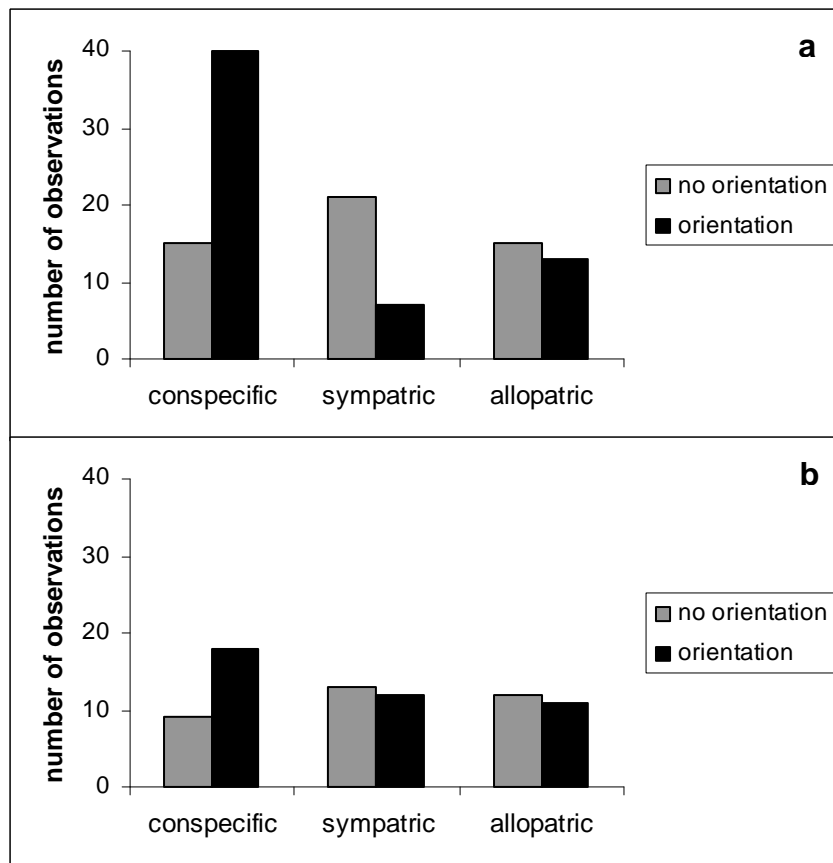 a
number of observations
40
30
20
10
0
conspecific sympatric allopatric
no orientation
orientation
b
number of observations
40
30
20
10
0
conspecific sympatric allopatric
no orientation
orientation